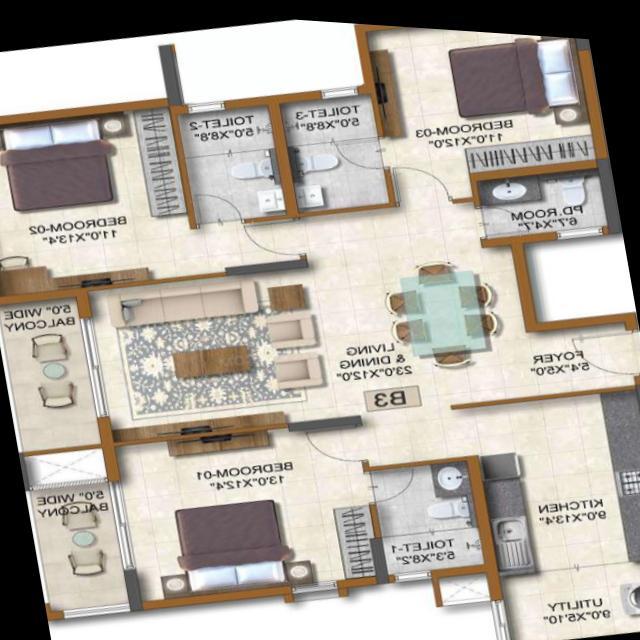 TOILET-2
5'0"X8'8"
TOILET-3
5'0"X8'8"
BEDROOM-03
11'0"X12'0"
PD.ROOM
6'7"X4'7"
BEDROOM-02
11'0"X13'4"
5'0" WIDE
BALCONY
LIVING
& DINING
23'0"X12'0"
FOYER
5'4"X6'0"
B3
BEDROOM-01
13'0"X12'4"
5'0" WIDE
BALCONY
TOILET-1
5'3"X8'2"
KITCHEN
9'0"X13'4"
UTILITY
9'0"X5'10"